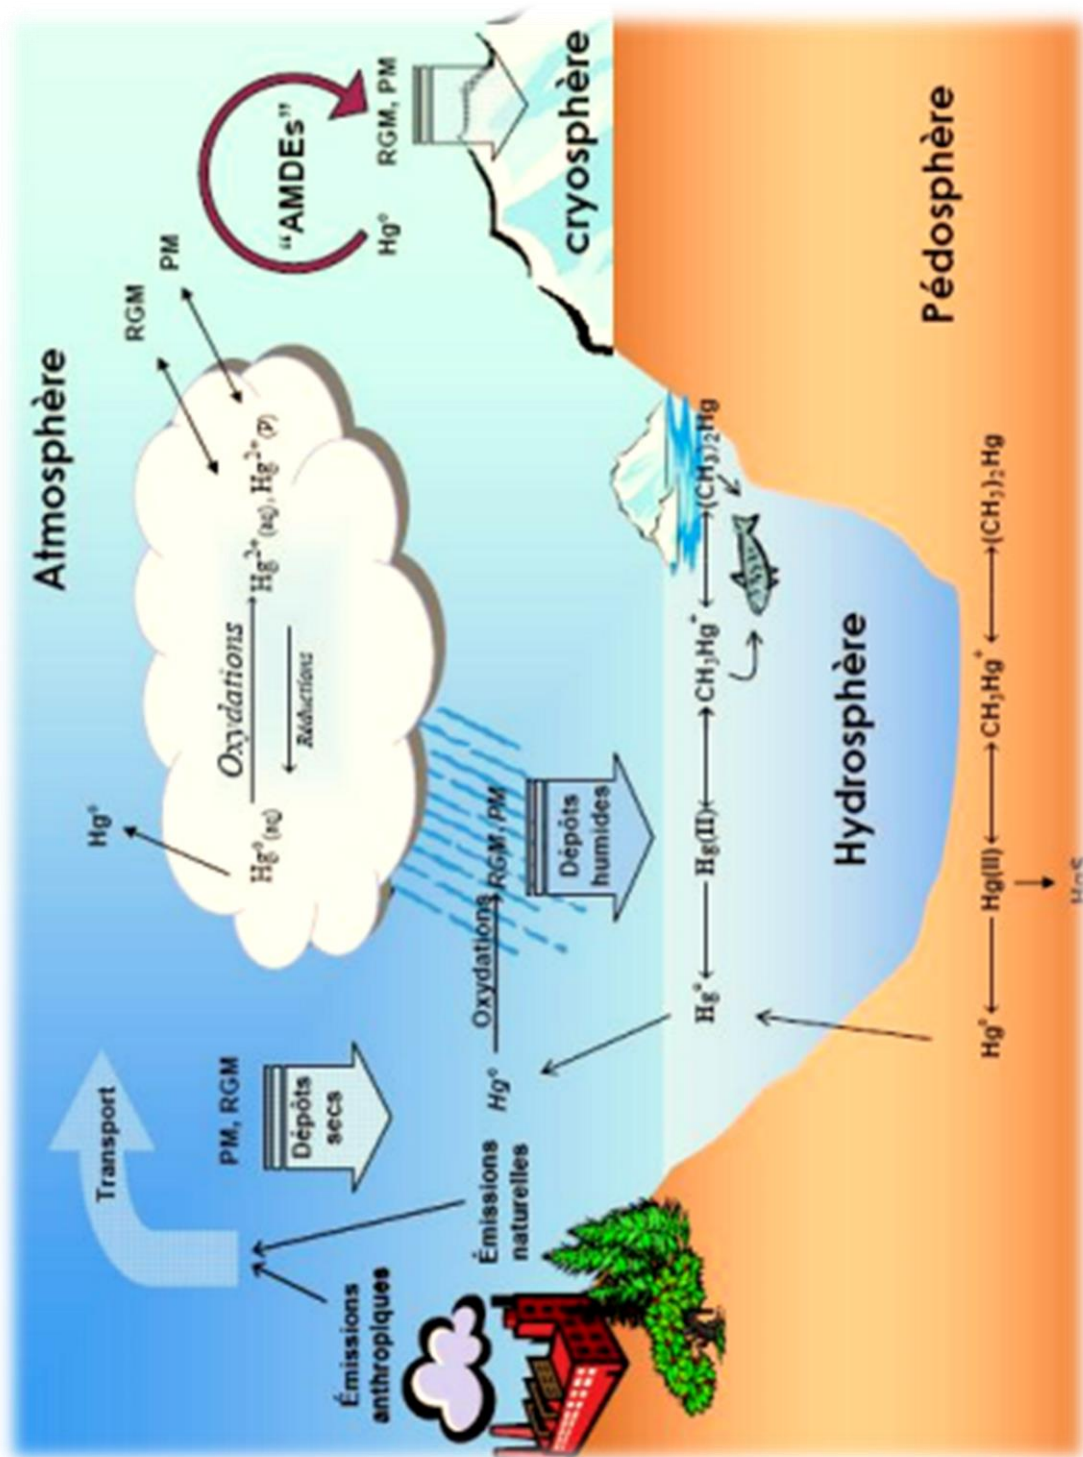 Atmosphère
Transport
Hg°
RGM
PM
"AMDEs"
PM, RGM
Dépôts
secs
Oxydations
Hg°(aq)
Hg²⁺(aq), Hg²⁺(P)
Réductions
Hg°
RGM, PM
Émissions
anthropiques
Émissions
naturelles
Hg°
Oxydations
RGM, PM
Dépôts
humides
cryosphère
Hg°
Hg(II)
CH₃Hg⁺
(CH₃)₂Hg
Hydrosphère
Pédosphère
Hg°
Hg(II)
CH₃Hg⁺
(CH₃)₂Hg
HgS